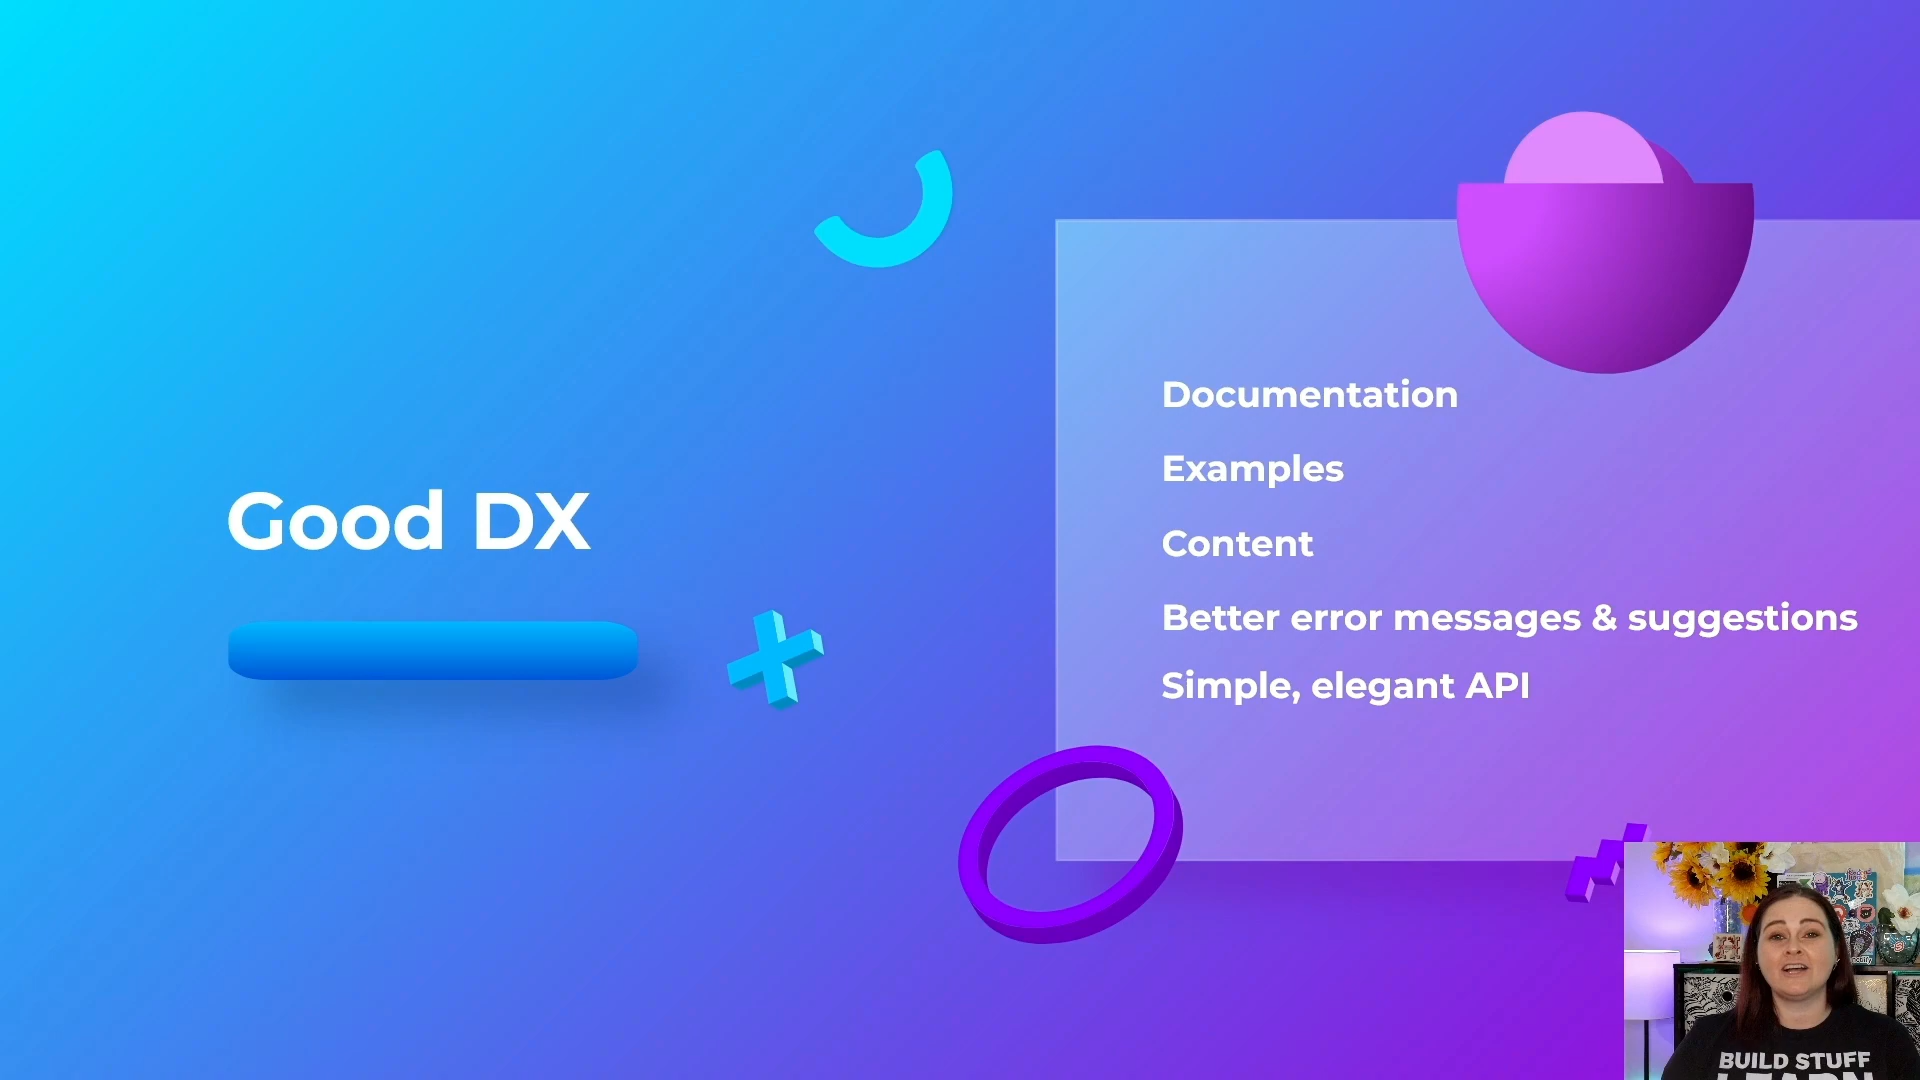 Good DX
Documentation
Examples
Content
Better error messages & suggestions
Simple, elegant API
BUILD STUFF